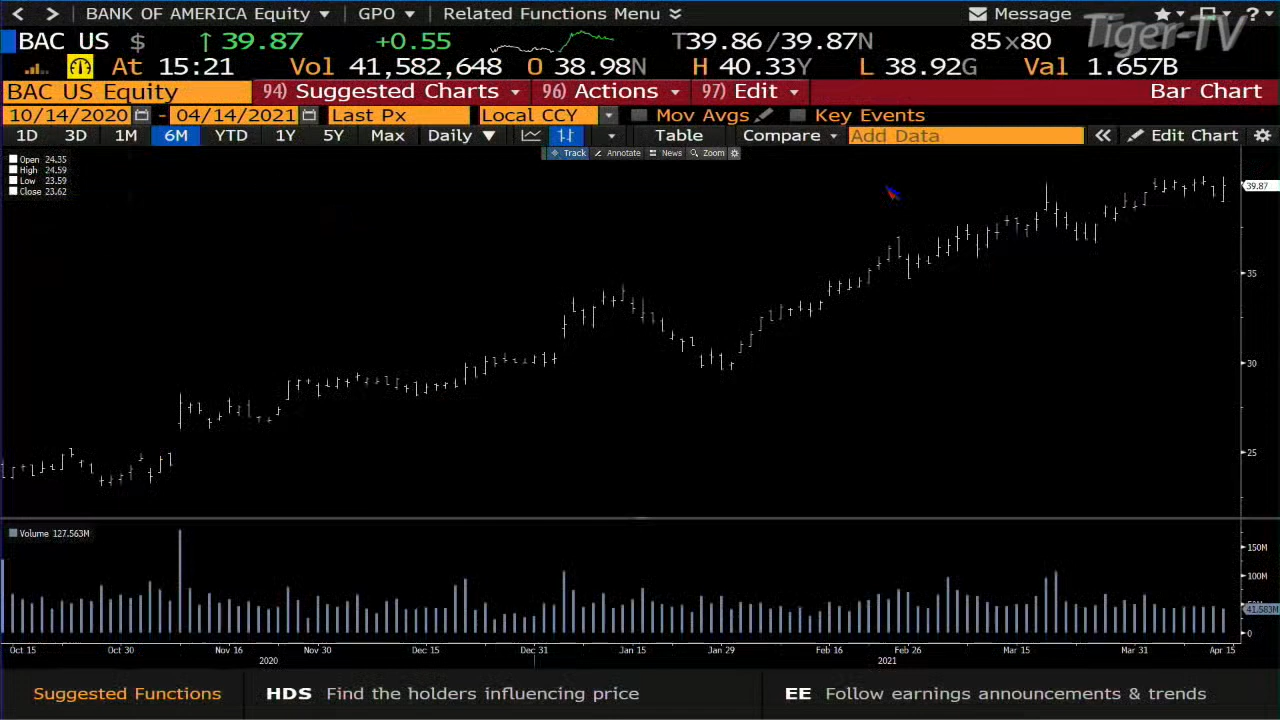 BANK OF AMERICA Equity GPO Related Functions Menu Message ?
BAC US $ ↑ 39.87 +0.55 T39.86/39.87N 85x80 Tiger-TV
At 15:21 Vol 41,582,648 O 38.98N H 40.33Y L 38.92G Val 1.657B
BAC US Equity 94) Suggested Charts 96) Actions 97) Edit Bar Chart
10/14/2020 - 04/14/2021 Last Px Local CCY Mov Avgs Key Events
1D 3D 1M 6M YTD 1Y 5Y Max Daily ▼ Table Compare Add Data « Edit Chart
Track Annotate News Zoom
Open 24.35
High 24.59
Low 23.59
Close 23.62
39.87
35
30
25
Volume 127.563M
150M
100M
41.583M
0
Oct 15 Oct 30 Nov 16 Nov 30 Dec 15 Dec 31 Jan 15 Jan 29 Feb 16 Feb 26 Mar 15 Mar 31 Apr 15
2020 2021
Suggested Functions HDS Find the holders influencing price EE Follow earnings announcements & trends